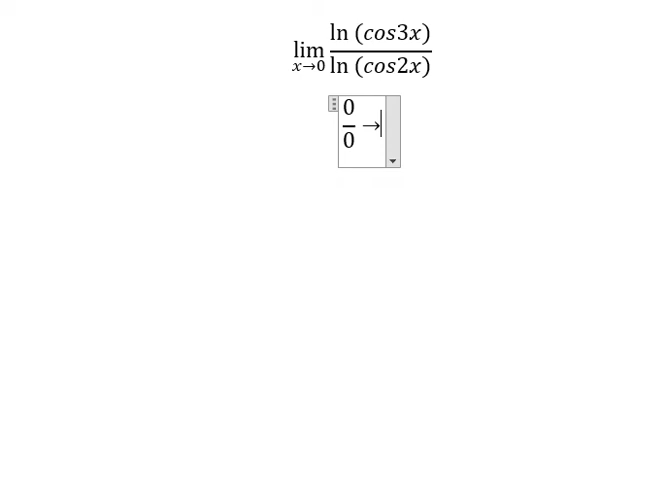 lim x→0 ln (cos3x) / ln (cos2x)
0/0 →